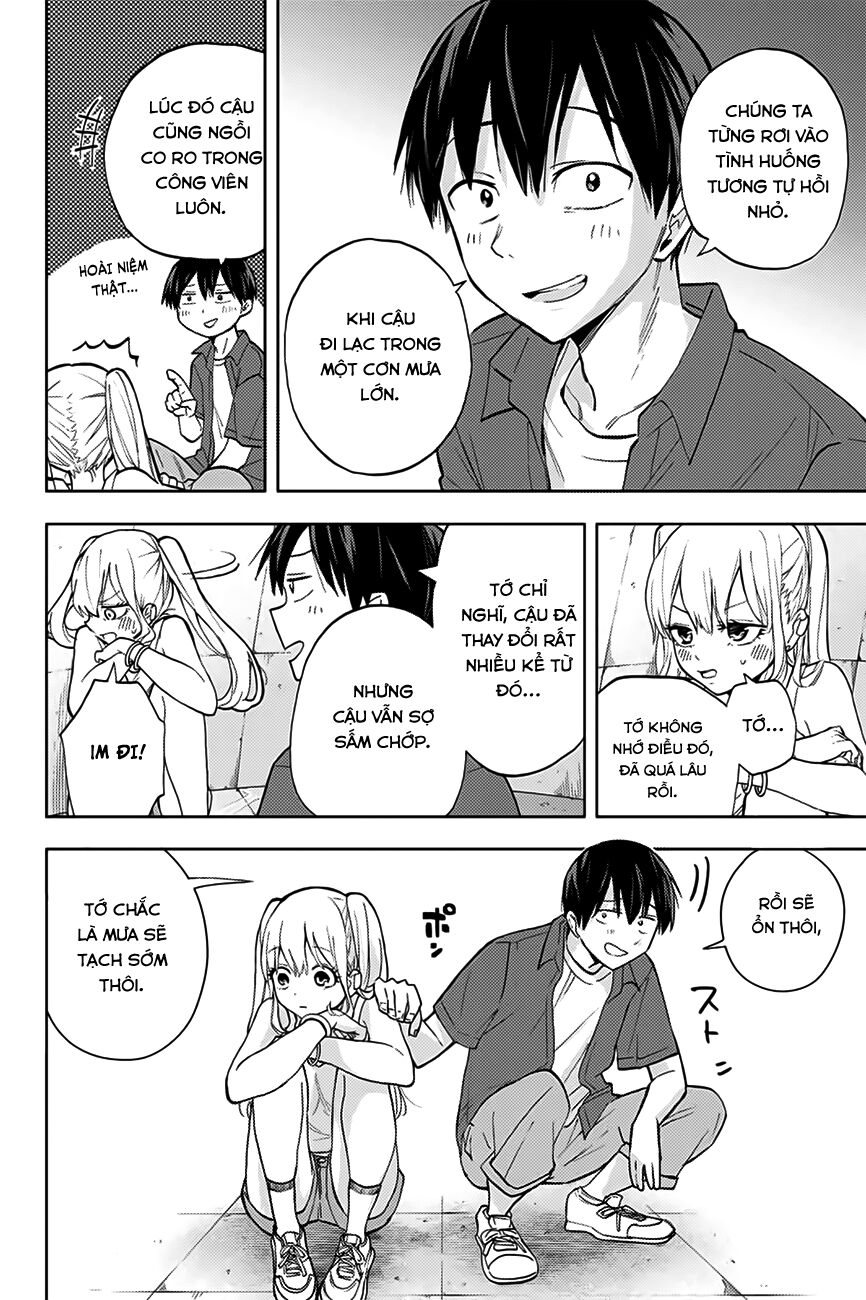 CHÚNG TA
TỪNG RƠI VÀO
TÌNH HUỐNG
TƯƠNG TỰ HỒI
NHỎ.
KHI CẬU
ĐI LẠC TRONG
MỘT CƠN MƯA
LỚN.
LÚC ĐÓ CẬU
CŨNG NGỒI
CO RO TRONG
CÔNG VIÊN
LUÔN.
HOÀI NIỆM
THẬT...
TỚ...
TỚ KHÔNG
NHỚ ĐIỀU ĐÓ,
ĐÃ QUÁ LÂU
RỒI.
TỚ CHỈ
NGHĨ, CẬU ĐÃ
THAY ĐỔI RẤT
NHIỀU KỂ TỪ
ĐÓ...
NHƯNG
CẬU VẪN SỢ
SẤM CHỚP.
IM ĐI!
RỒI SẼ
ỔN THÔI,
ストン
ポン
TỚ CHẮC
LÀ MƯA SẼ
TẠCH SỚM
THÔI.